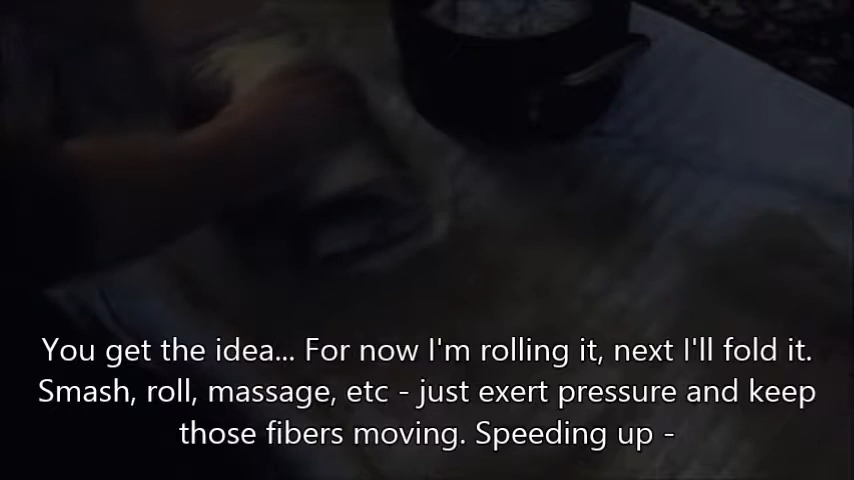 You get the idea... For now I'm rolling it, next I'll fold it.
Smash, roll, massage, etc - just exert pressure and keep
those fibers moving. Speeding up -